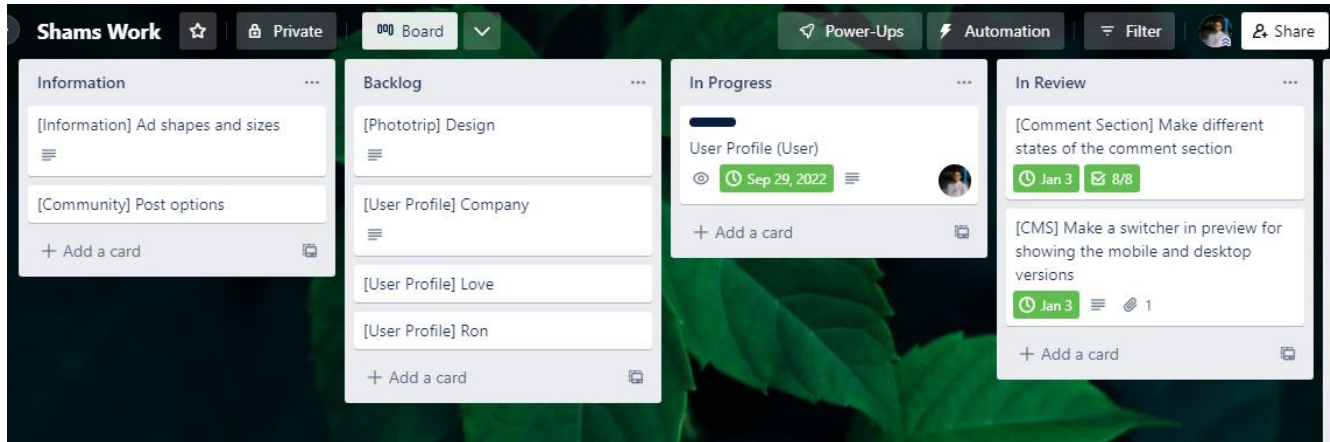 Shams Work
Private
Board
Power-Ups
Automation
Filter
Share
Information
[Information] Ad shapes and sizes
[Community] Post options
+ Add a card
Backlog
[Phototrip] Design
[User Profile] Company
[User Profile] Love
[User Profile] Ron
+ Add a card
In Progress
User Profile (User)
Sep 29, 2022
+ Add a card
In Review
[Comment Section] Make different
states of the comment section
Jan 3 8/8
[CMS] Make a switcher in preview for
showing the mobile and desktop
versions
Jan 3 1
+ Add a card